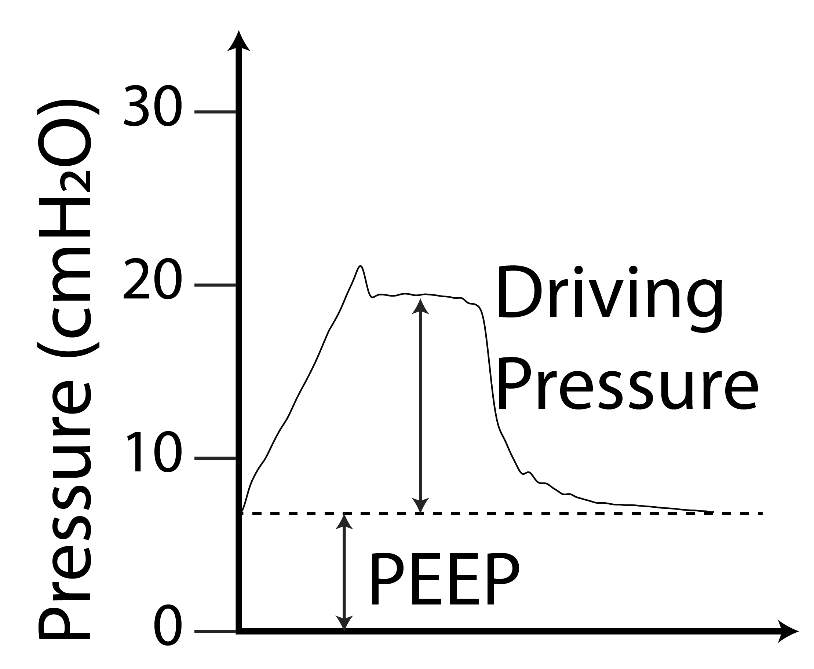 Pressure (cmH₂O)
30
20
10
0
Driving
Pressure
PEEP